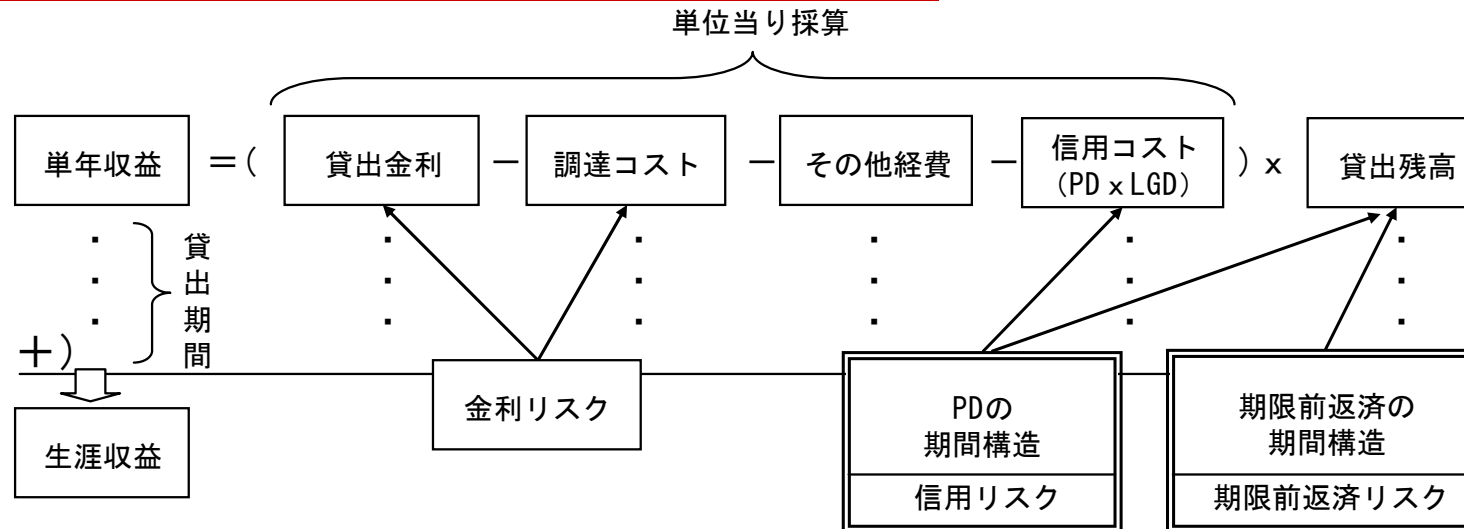 単位当り採算
単年収益 =( 貸出金利 － 調達コスト － その他経費 － 信用コスト
(PD x LGD) ) x 貸出残高
貸出期間
＋)
金利リスク
生涯収益
PDの
期間構造
信用リスク
期限前返済の
期間構造
期限前返済リスク